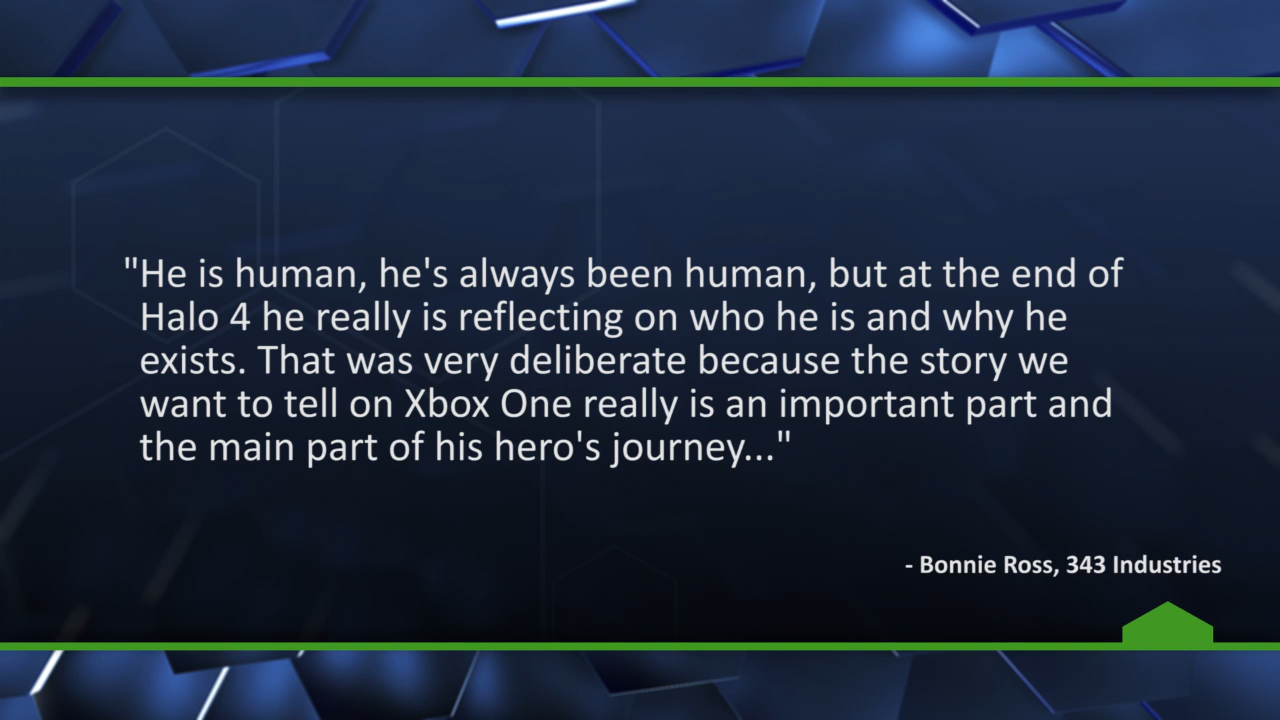 "He is human, he's always been human, but at the end of
Halo 4 he really is reflecting on who he is and why he
exists. That was very deliberate because the story we
want to tell on Xbox One really is an important part and
the main part of his hero's journey..."
- Bonnie Ross, 343 Industries